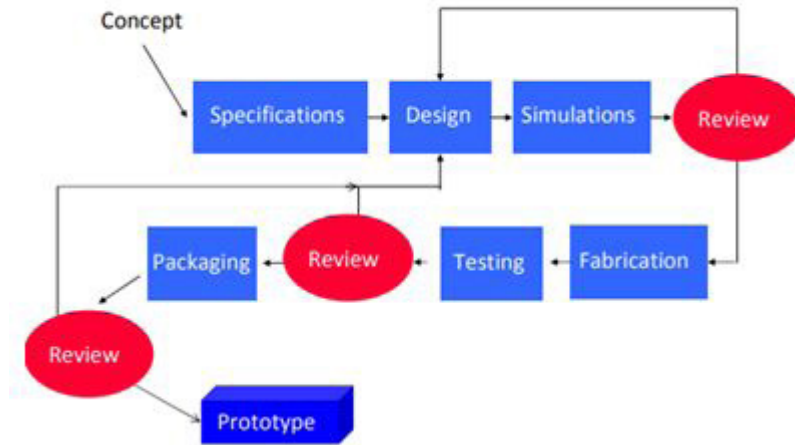 Concept
Specifications
Design
Simulations
Review
Packaging
Review
Testing
Fabrication
Review
Prototype